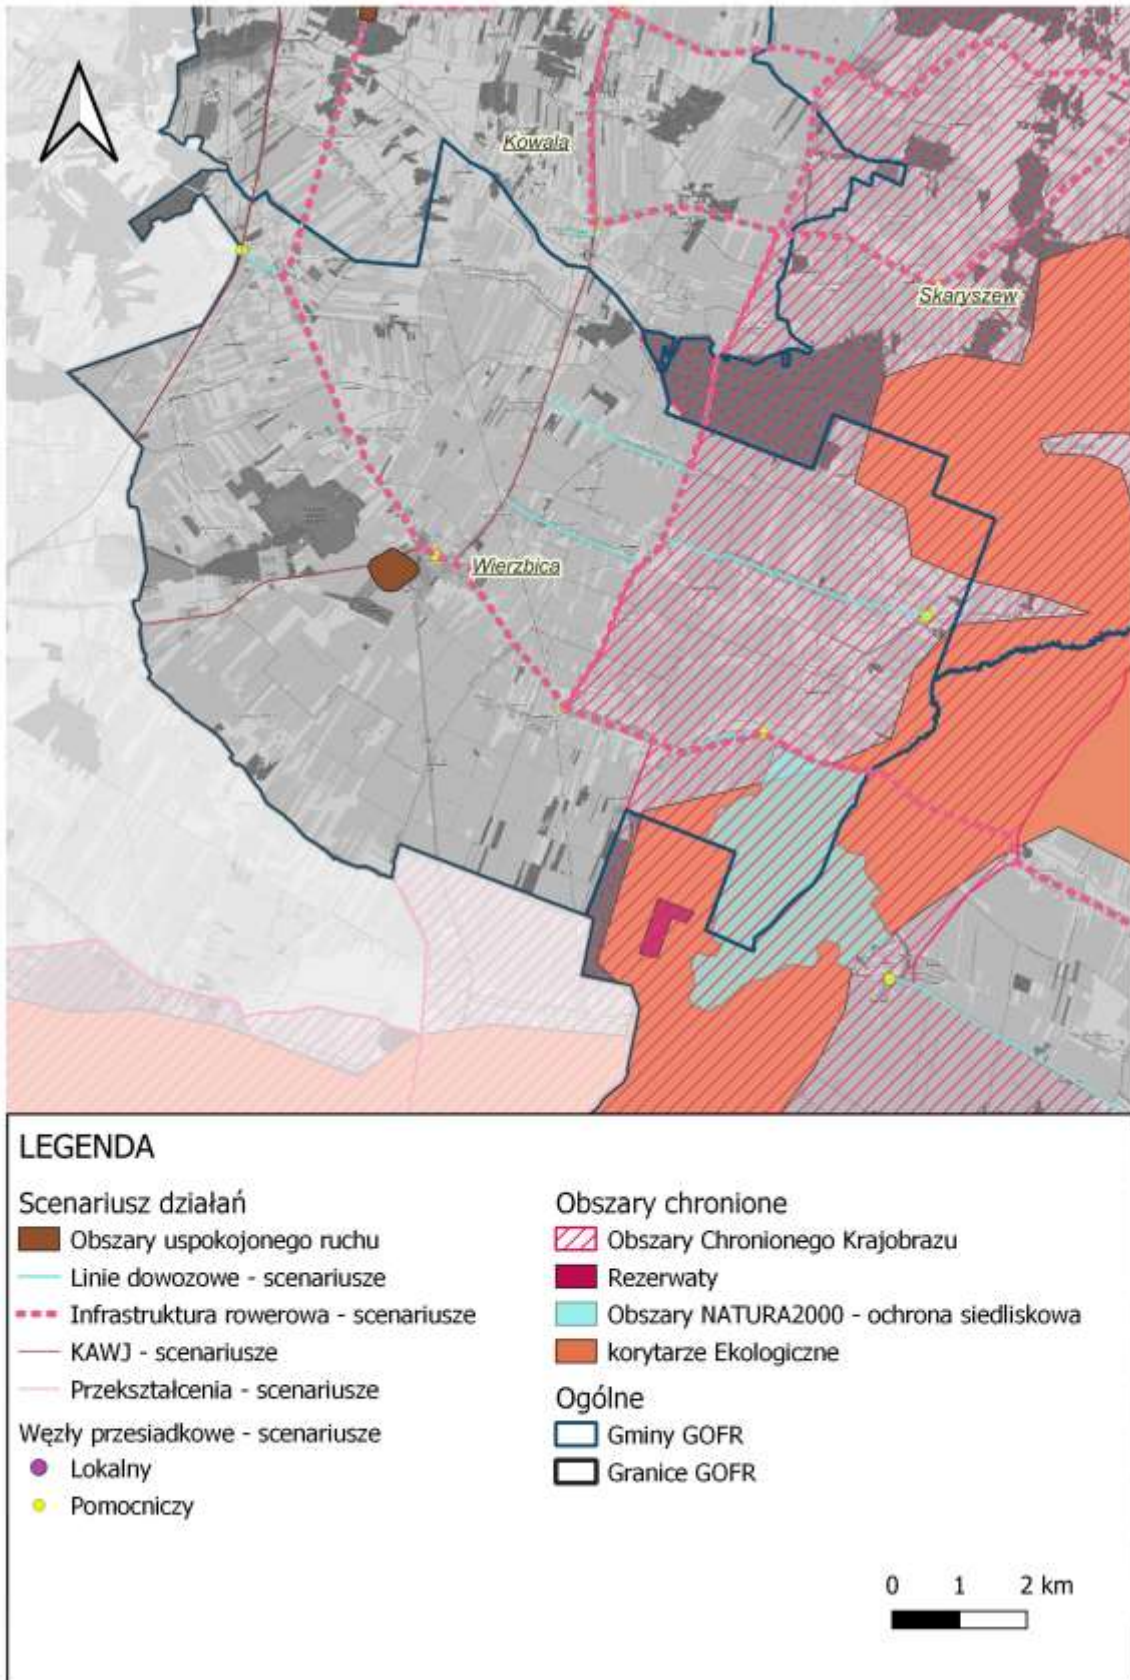 Kowala
Skaryszew
Wierzbica
LEGENDA
Scenariusz działań
Obszary uspokojonego ruchu
Linie dowozowe - scenariusze
Infrastruktura rowerowa - scenariusze
KAWJ - scenariusze
Przekształcenia - scenariusze
Węzły przesiadkowe - scenariusze
Lokalny
Pomocniczy
Obszary chronione
Obszary Chronionego Krajobrazu
Rezerwaty
Obszary NATURA2000 - ochrona siedliskowa
korytarze Ekologiczne
Ogólne
Gminy GOFR
Granice GOFR
0 1 2 km